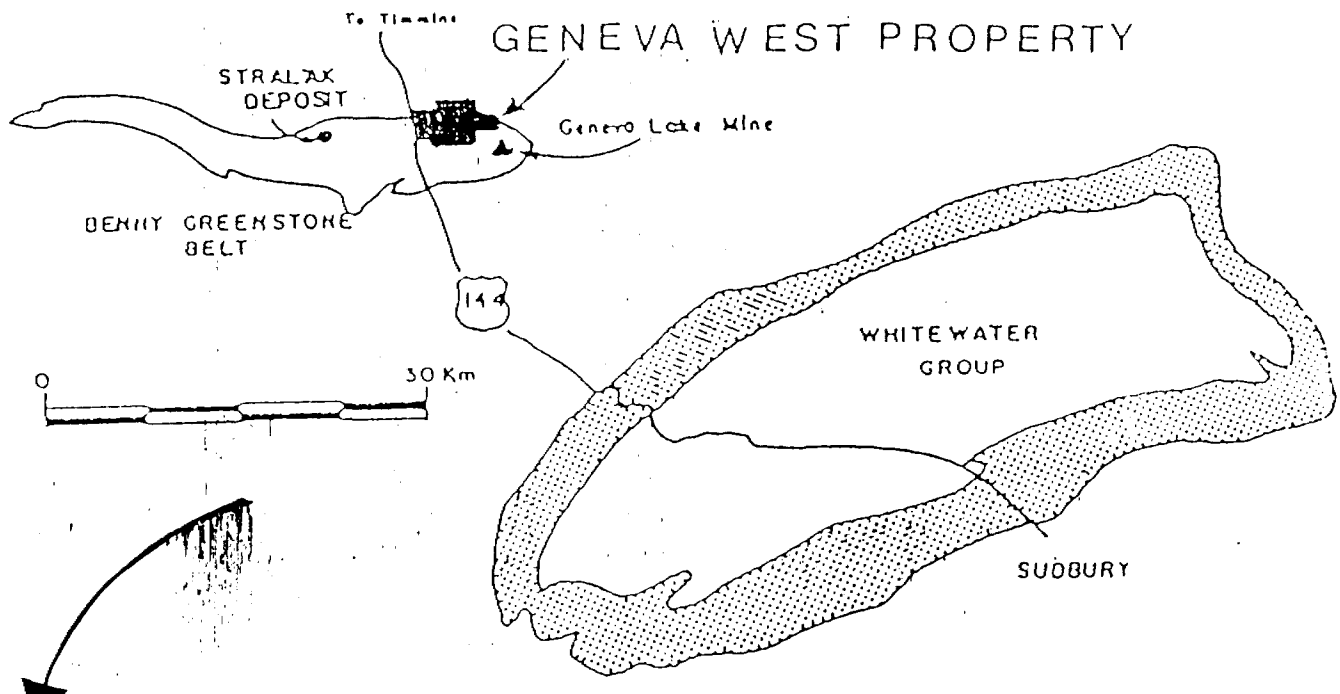 To Timmins
GENEVA WEST PROPERTY
STRALAK
DEPOSIT
Geneva Lake Mine
BENNY GREENSTONE
BELT
144
WHITEWATER
GROUP
0 30 Km
SUDBURY